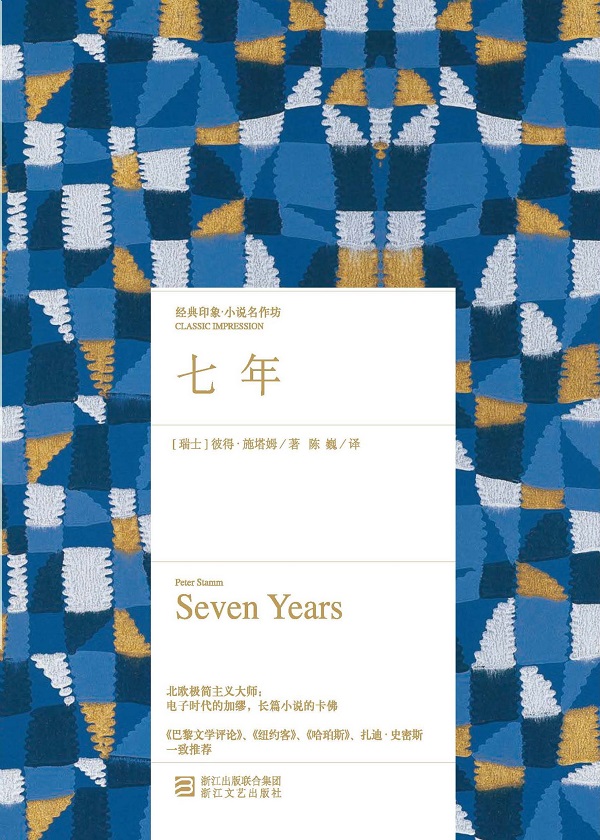 经典印象·小说名作坊
CLASSIC IMPRESSION
七年
[瑞士]彼得·施塔姆/著 陈 巍/译
Peter Stamm
Seven Years
北欧极简主义大师；
电子时代的加缪，长篇小说的卡佛
《巴黎文学评论》、《纽约客》、《哈珀斯》、扎迪·史密斯
一致推荐
浙江出版联合集团
浙江文艺出版社